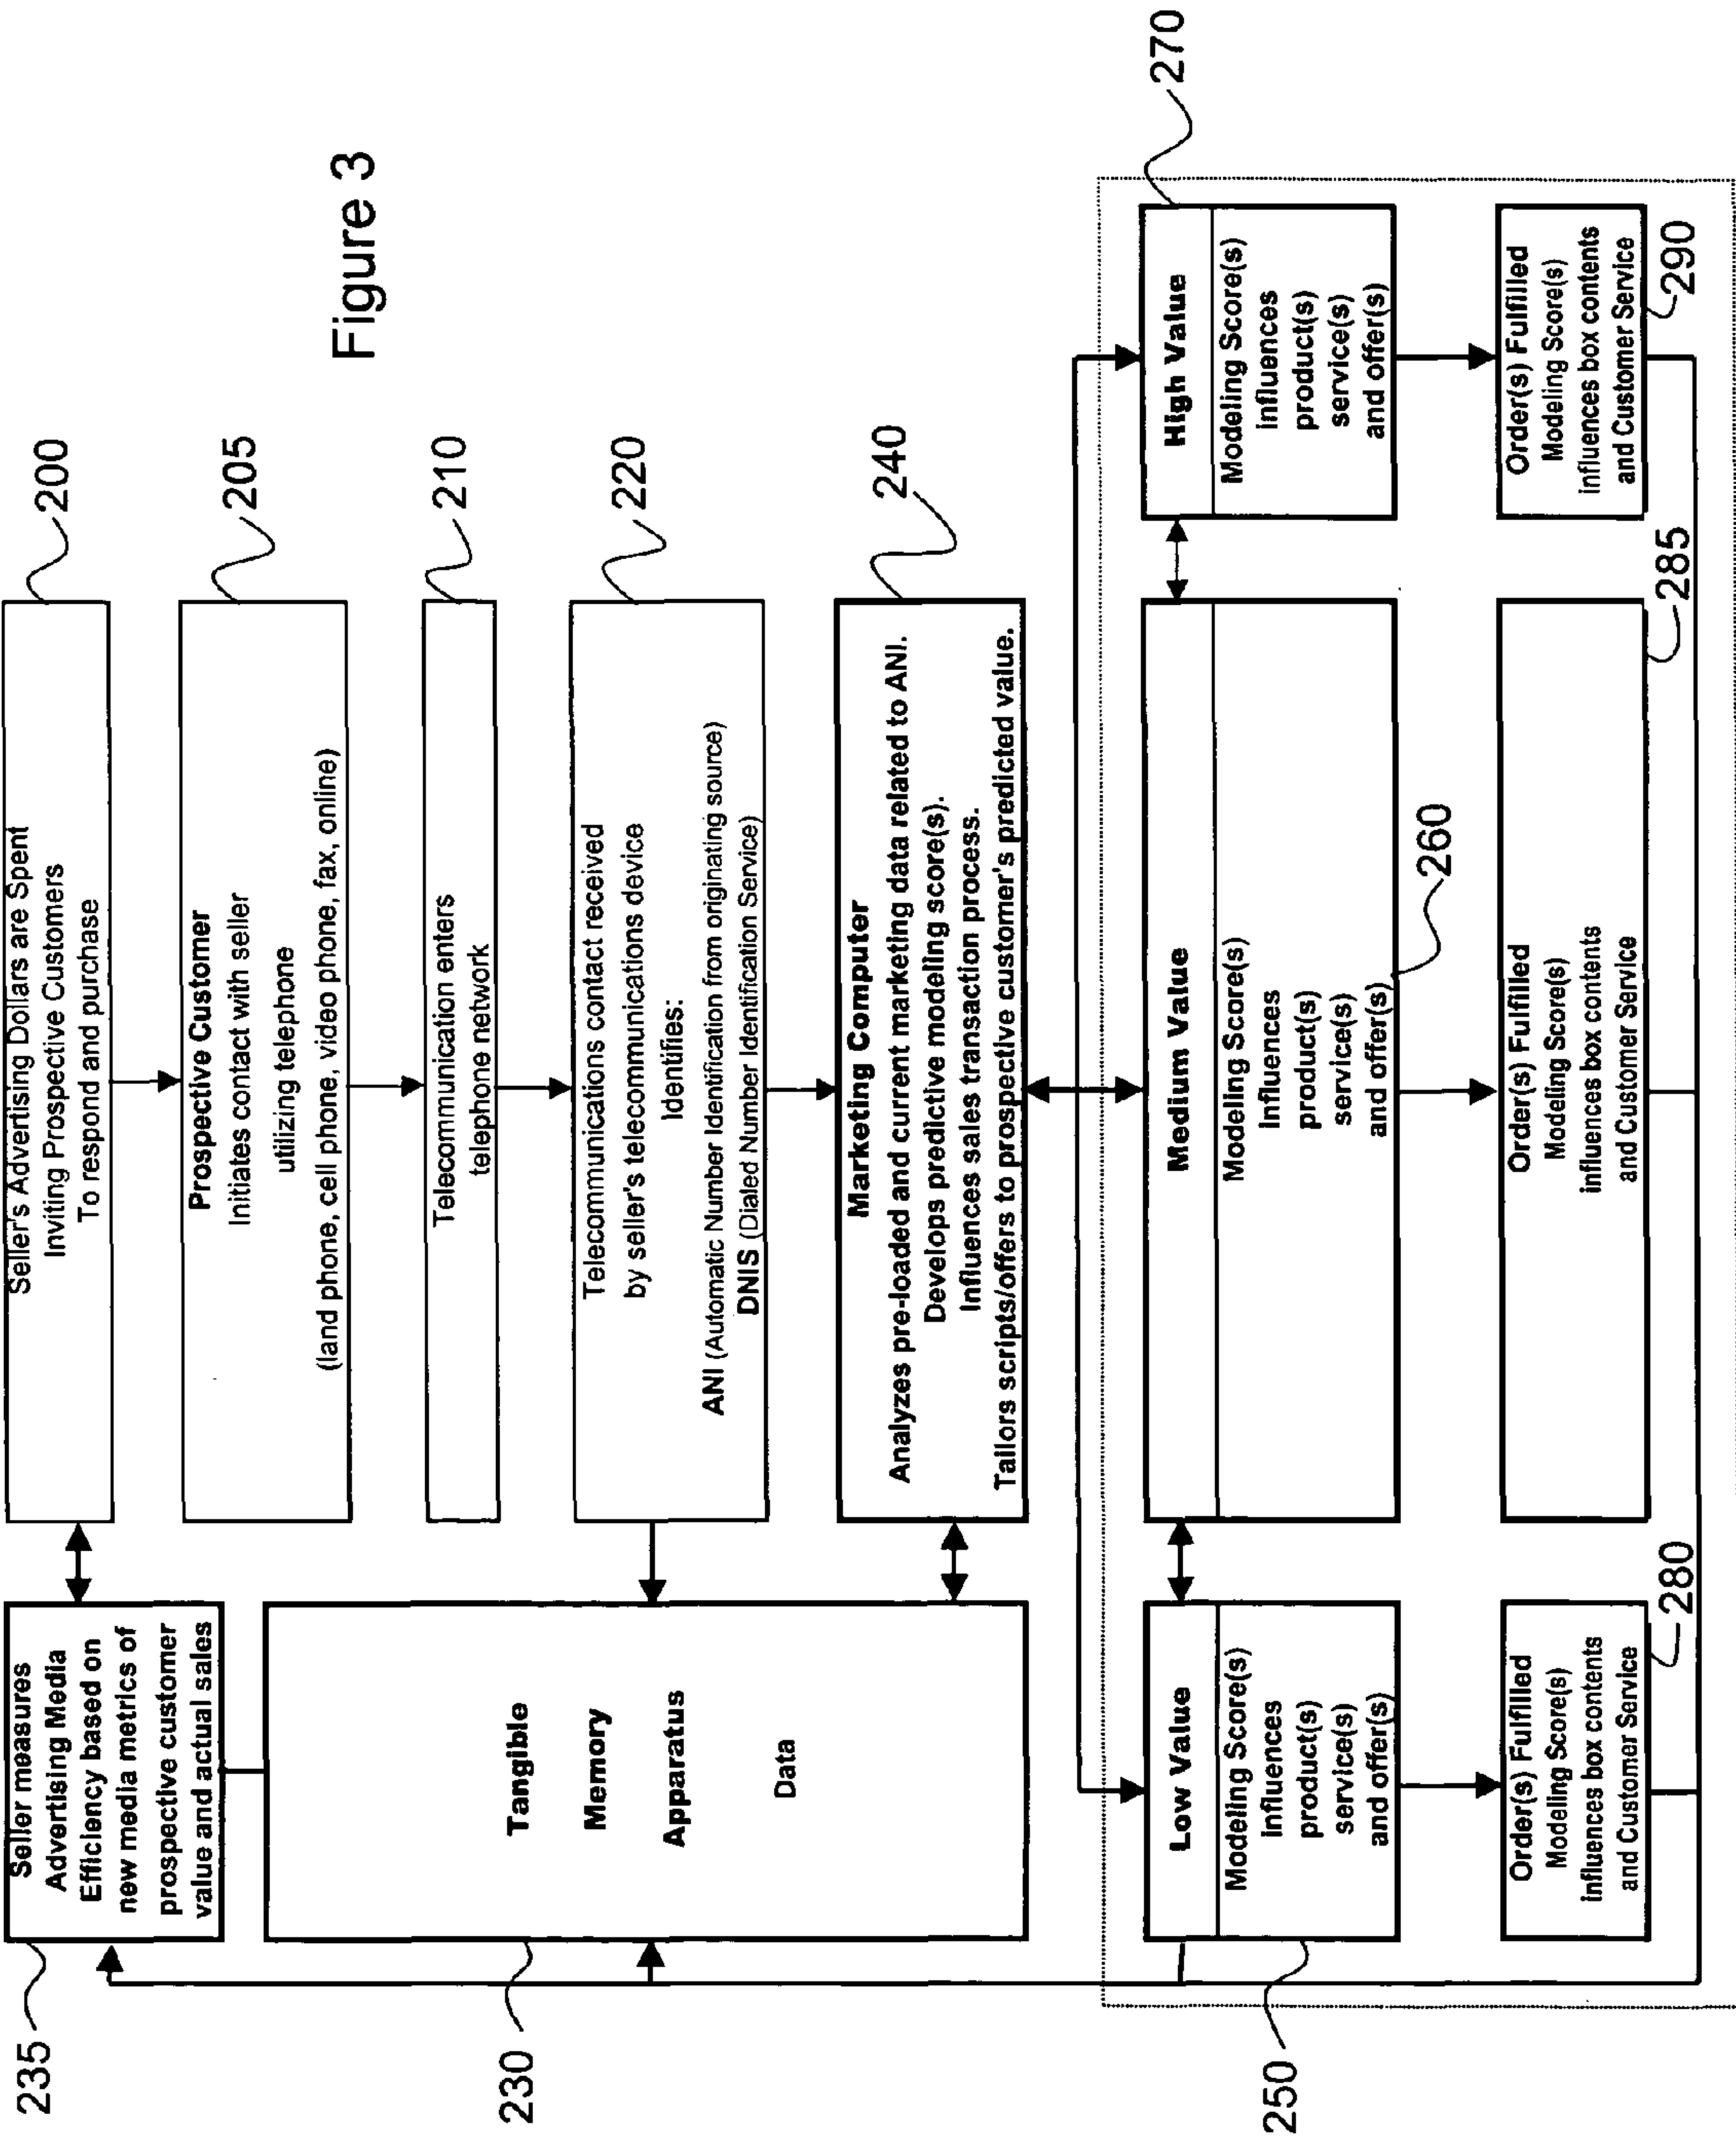 Figure 3
Seller's Advertising Dollars are Spent
Inviting Prospective Customers
To respond and purchase
200
Seller measures
Advertising Media
Efficiency based on
new media metrics of
prospective customer
value and actual sales
235
Prospective Customer
Initiates contact with seller
utilizing telephone
(land phone, cell phone, video phone, fax, online)
205
Telecommunication enters
telephone network
210
Telecommunications contact received
by seller's telecommunications device
Identifies:
ANI (Automatic Number Identification from originating source)
DNIS (Dialed Number Identification Service)
220
Tangible
Memory
Apparatus
Data
230
Marketing Computer
Analyzes pre-loaded and current marketing data related to ANI.
Develops predictive modeling score(s).
Influences sales transaction process.
Tailors scripts/offers to prospective customer's predicted value.
240
Low Value
Modeling Score(s)
influences
product(s)
service(s)
and offer(s)
250
Medium Value
Modeling Score(s)
Influences
product(s)
service(s)
and offer(s)
260
High Value
Modeling Score(s)
influences
product(s)
service(s)
and offer(s)
270
Order(s) Fulfilled
Modeling Score(s)
influences box contents
and Customer Service
280
Order(s) Fulfilled
Modeling Score(s)
influences box contents
and Customer Service
285
Order(s) Fulfilled
Modeling Score(s)
influences box contents
and Customer Service
290